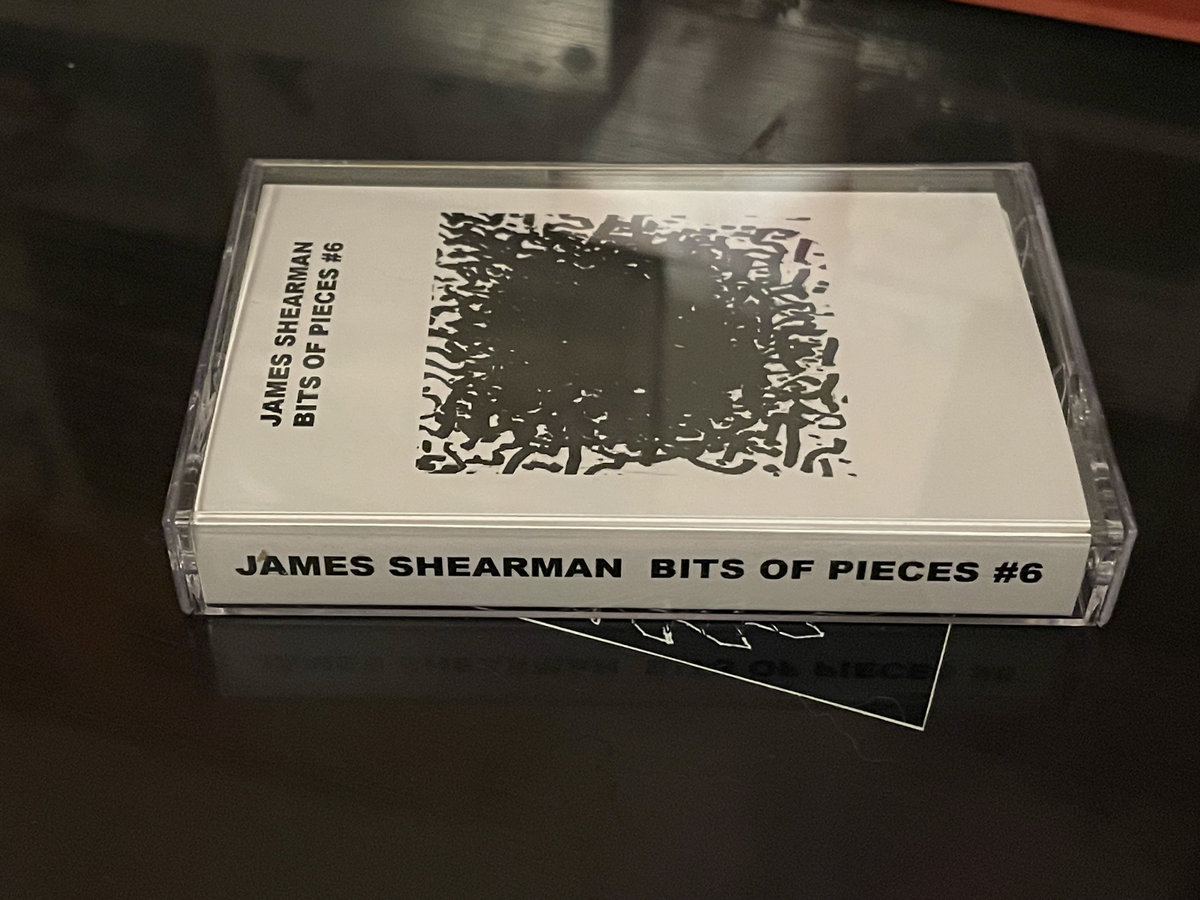 JAMES SHEARMAN
BITS OF PIECES #6
JAMES SHEARMAN BITS OF PIECES #6